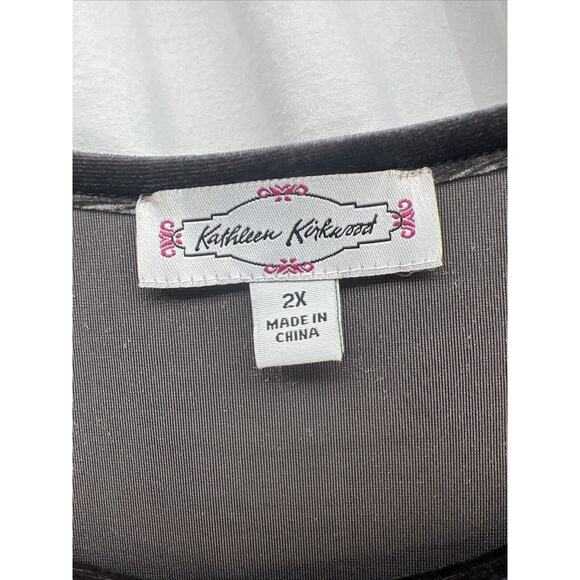 Kathleen Kirkwood
2X
MADE IN
CHINA